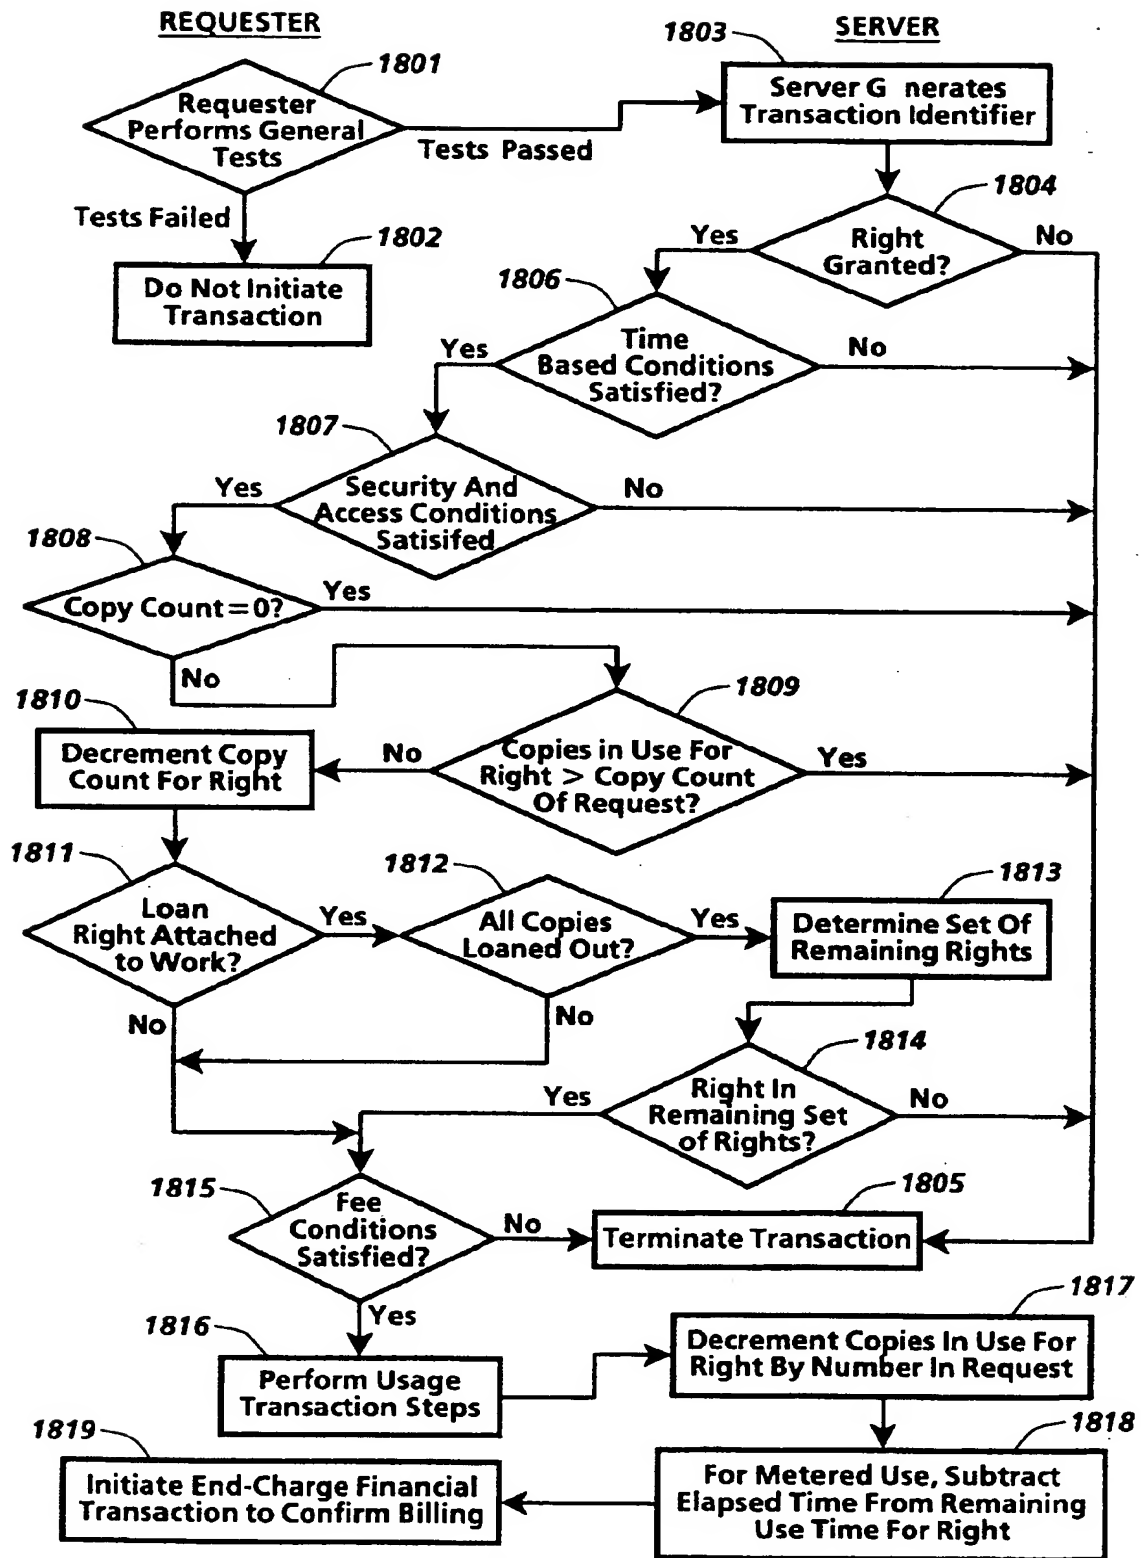 REQUESTER
SERVER
1801
1803
Requester
Performs General
Tests
Tests Passed
Server G nerates
Transaction Identifier
Tests Failed
1802
Do Not Initiate
Transaction
1804
Right
Granted?
Yes
No
1806
Time
Based Conditions
Satisfied?
Yes
No
1807
Security And
Access Conditions
Satisifed
Yes
No
1808
Copy Count=0?
Yes
No
1809
Copies in Use For
Right > Copy Count
Of Request?
No
Yes
1810
Decrement Copy
Count For Right
1811
Loan
Right Attached
to Work?
Yes
No
1812
All Copies
Loaned Out?
Yes
No
1813
Determine Set Of
Remaining Rights
1814
Right In
Remaining Set
of Rights?
Yes
No
1815
Fee
Conditions
Satisfied?
No
Yes
1805
Terminate Transaction
1816
Perform Usage
Transaction Steps
1817
Decrement Copies In Use For
Right By Number In Request
1818
For Metered Use, Subtract
Elapsed Time From Remaining
Use Time For Right
1819
Initiate End-Charge Financial
Transaction to Confirm Billing